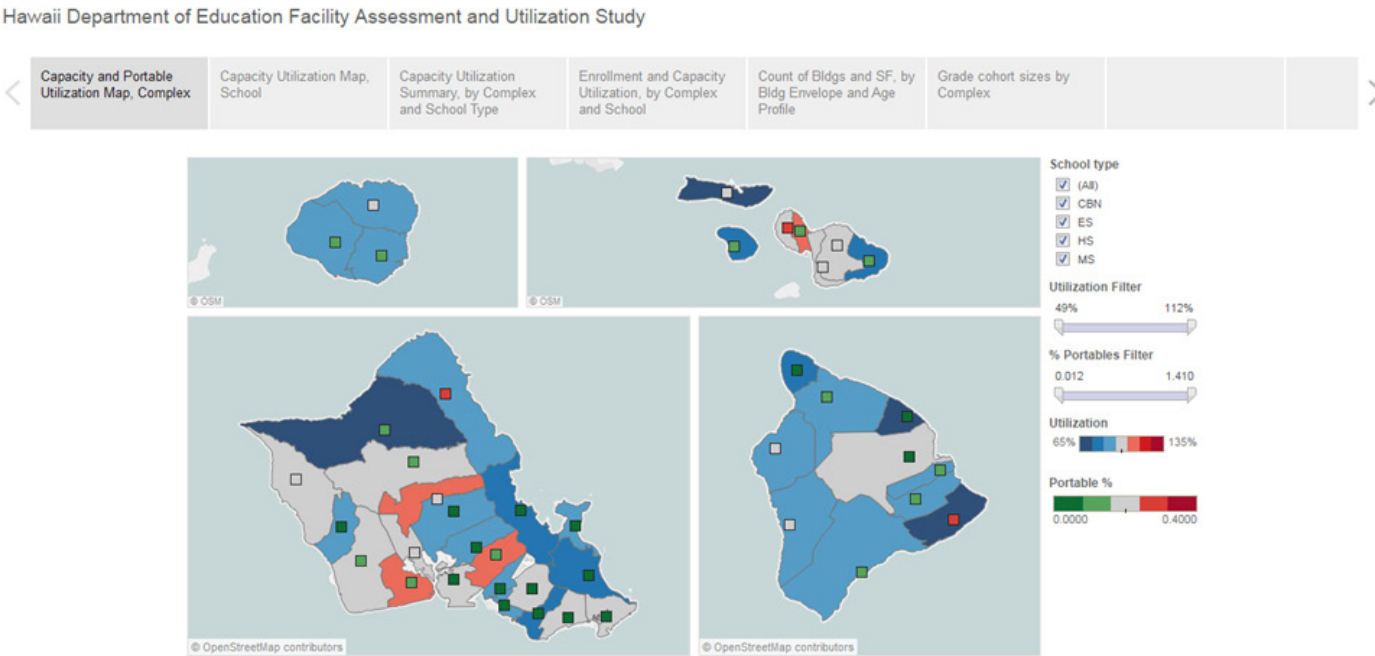 Hawaii Department of Education Facility Assessment and Utilization Study
Capacity and Portable
Utilization Map, Complex
Capacity Utilization Map,
School
Capacity Utilization
Summary, by Complex
and School Type
Enrollment and Capacity
Utilization, by Complex
and School
Count of Bldgs and SF, by
Bldg Envelope and Age
Profile
Grade cohort sizes by
Complex
© OSM
© OSM
© OpenStreetMap contributors
© OpenStreetMap contributors
School type
(All)
CBN
ES
HS
MS
Utilization Filter
49% 112%
% Portables Filter
0.012 1.410
Utilization
65% 135%
Portable %
0.0000 0.4000